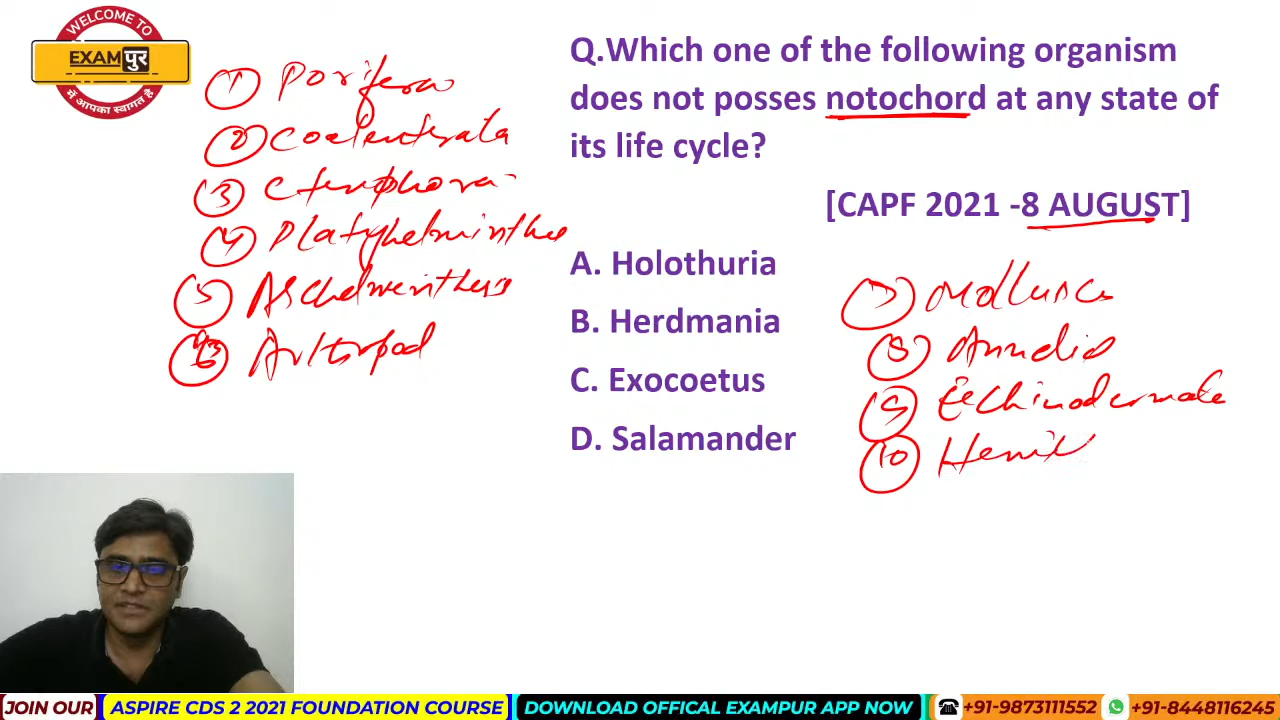 WELCOME TO
EXAMपुर
में आपका स्वागत है
① Porifera
② Coelenterata
③ Ctenophora
④ Platyhelminthes
⑤ Aschelminthes
Arthropod
Q.Which one of the following organism
does not posses notochord at any state of
its life cycle?
[CAPF 2021 -8 AUGUST]
A. Holothuria
B. Herdmania
C. Exocoetus
D. Salamander
⑦ Mollusca
⑧ Annelida
⑨ Echinodermata
⑩ Hemi
JOIN OUR ASPIRE CDS 2 2021 FOUNDATION COURSE DOWNLOAD OFFICAL EXAMPUR APP NOW +91-9873111552 +91-8448116245